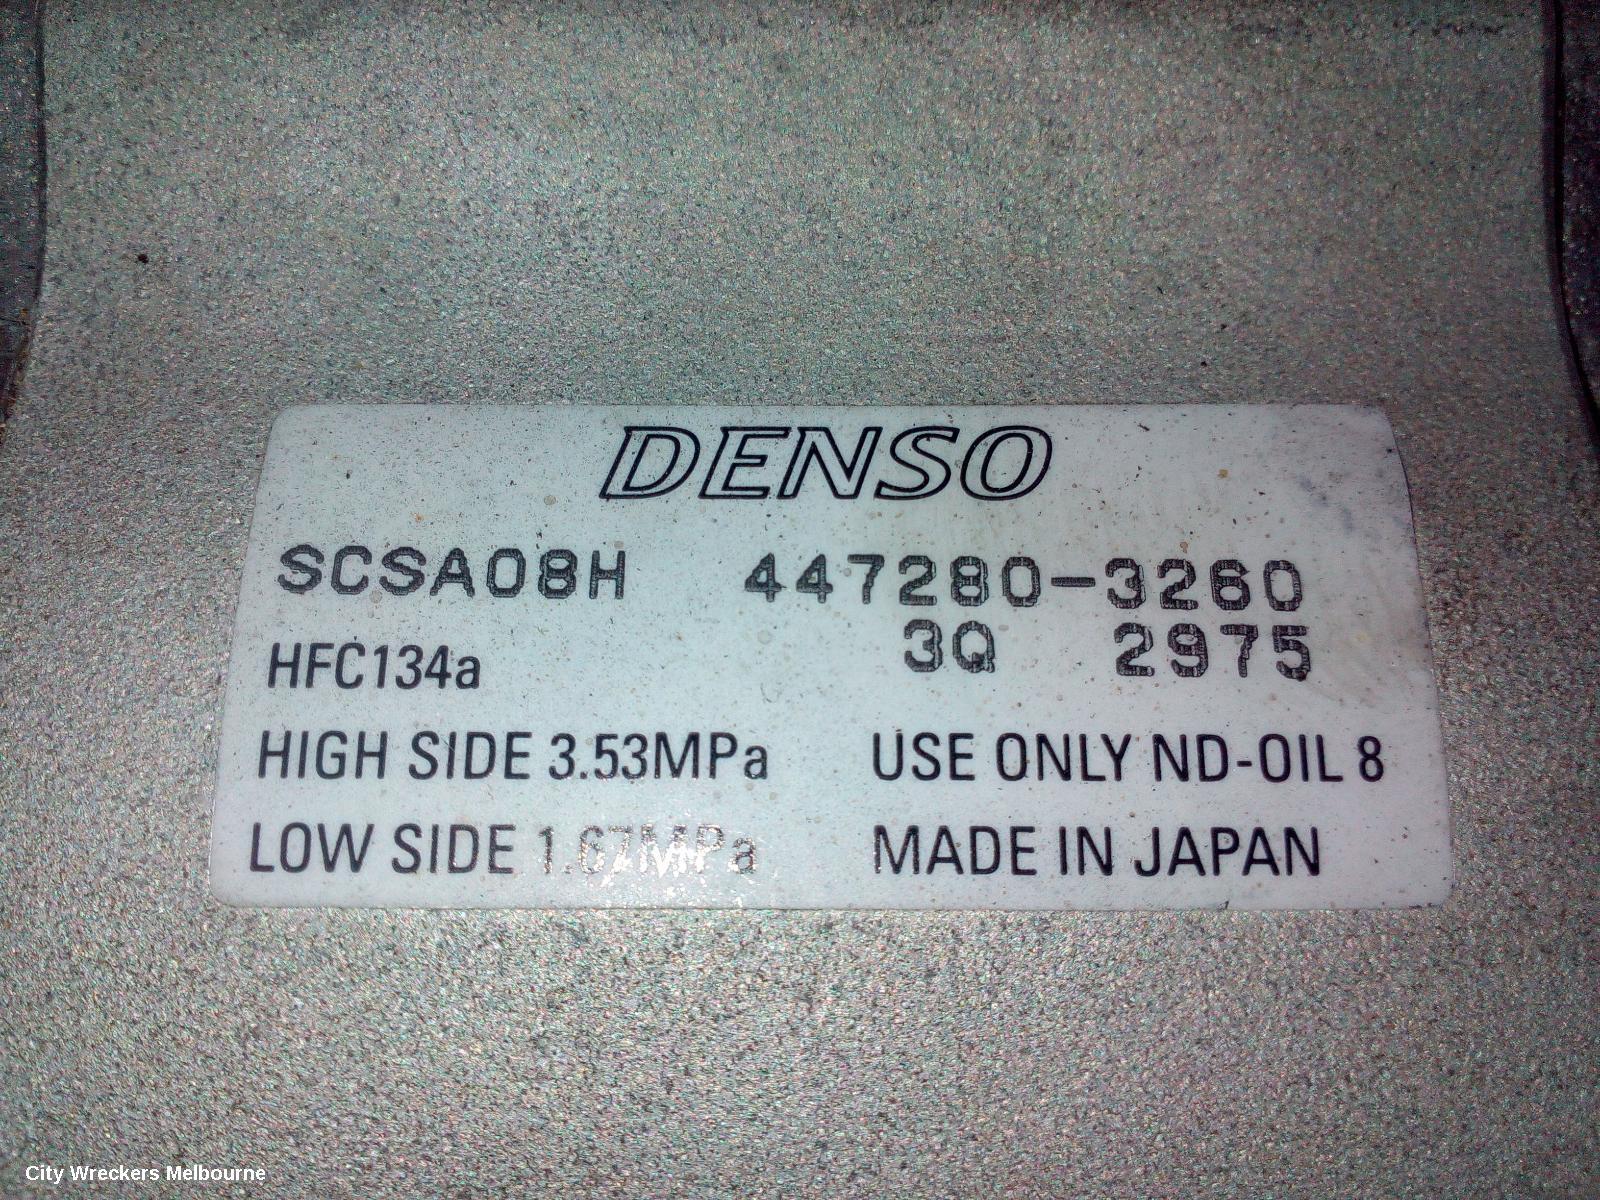 DENSO
SCSA08H 447280-3260
HFC134a 3Q 2975
HIGH SIDE 3.53MPa USE ONLY ND-OIL 8
LOW SIDE 1.67MPa MADE IN JAPAN
City Wreckers Melbourne